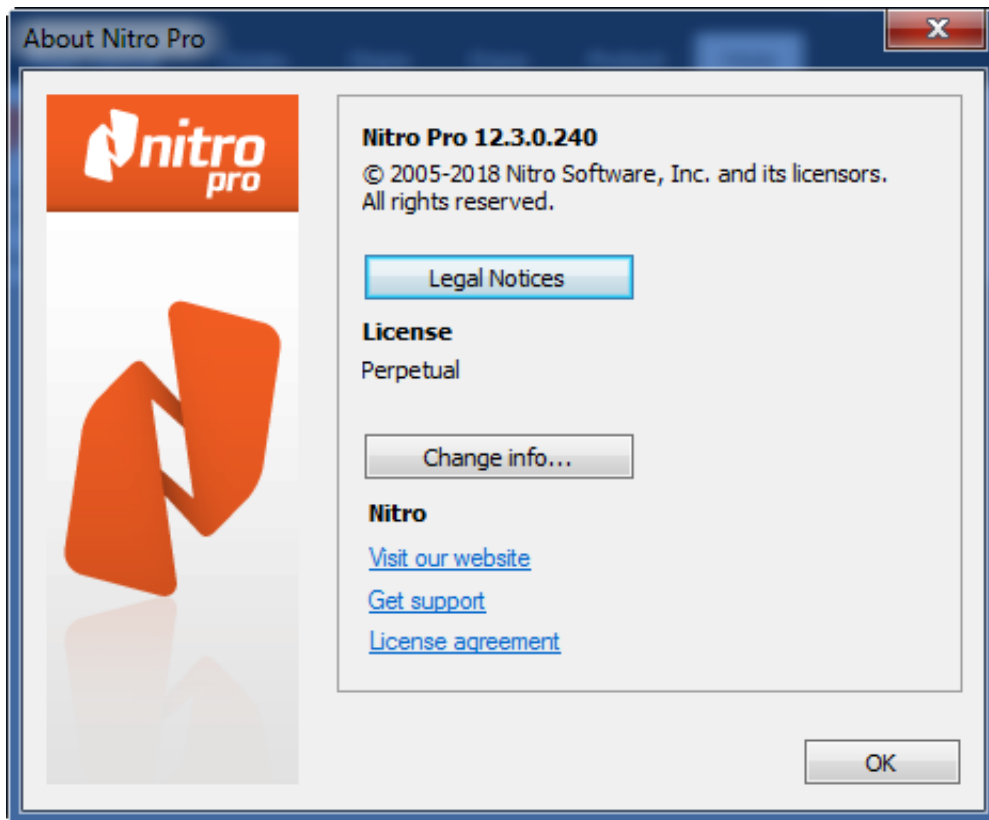 About Nitro Pro
nitro
pro
Nitro Pro 12.3.0.240
© 2005-2018 Nitro Software, Inc. and its licensors.
All rights reserved.
Legal Notices
License
Perpetual
Change info...
Nitro
Visit our website
Get support
License agreement
OK